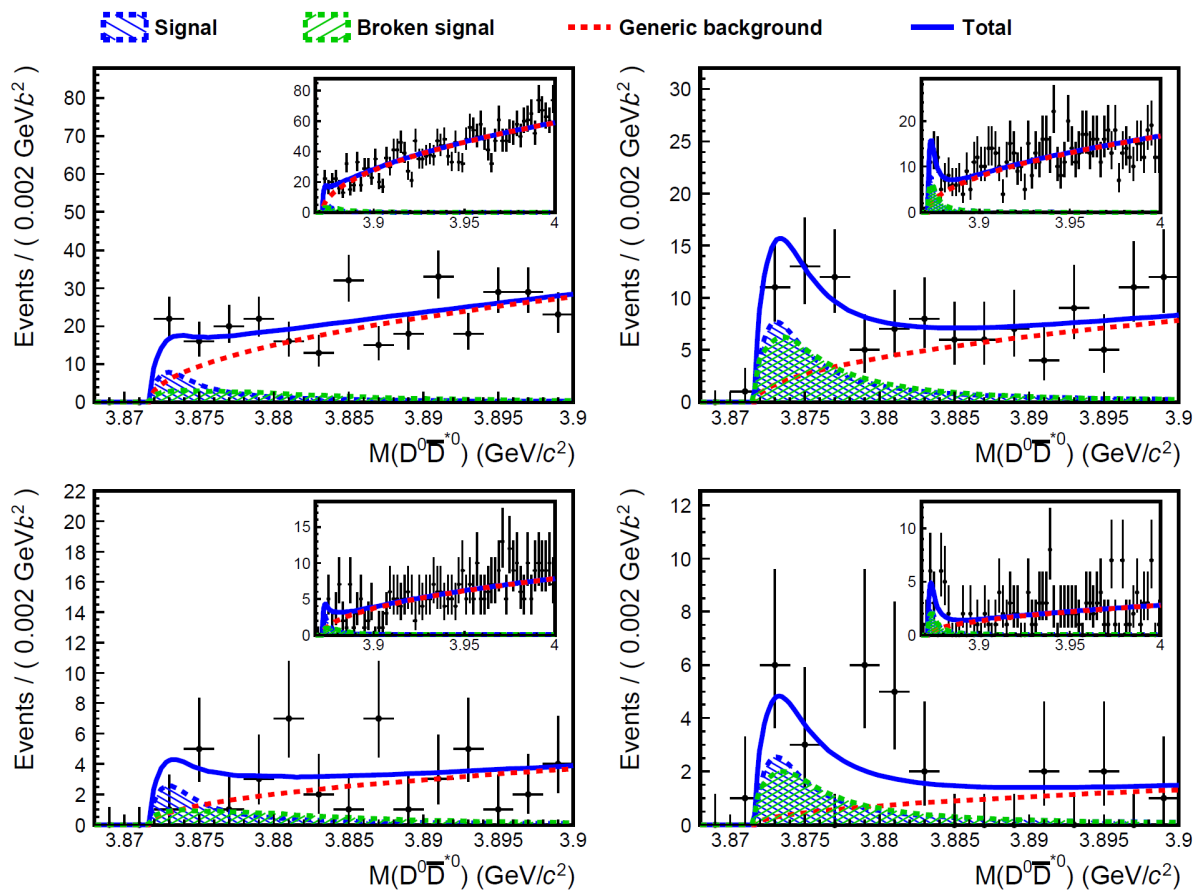 Signal Broken signal Generic background Total
Events / ( 0.002 GeV/c²)
0 10 20 30 40 50 60 70 80
3.87 3.875 3.88 3.885 3.89 3.895 3.9
M(D⁰D̅*⁰) (GeV/c²)
0 20 40 60 80
3.9 3.95 4
Events / ( 0.002 GeV/c²)
0 5 10 15 20 25 30
3.87 3.875 3.88 3.885 3.89 3.895 3.9
M(D⁰D̅*⁰) (GeV/c²)
0 10 20
3.9 3.95 4
Events / ( 0.002 GeV/c²)
0 2 4 6 8 10 12 14 16 18 20 22
3.87 3.875 3.88 3.885 3.89 3.895 3.9
M(D⁰D̅*⁰) (GeV/c²)
0 5 10 15
3.9 3.95 4
Events / ( 0.002 GeV/c²)
0 2 4 6 8 10 12
3.87 3.875 3.88 3.885 3.89 3.895 3.9
M(D⁰D̅*⁰) (GeV/c²)
0 5 10
3.9 3.95 4